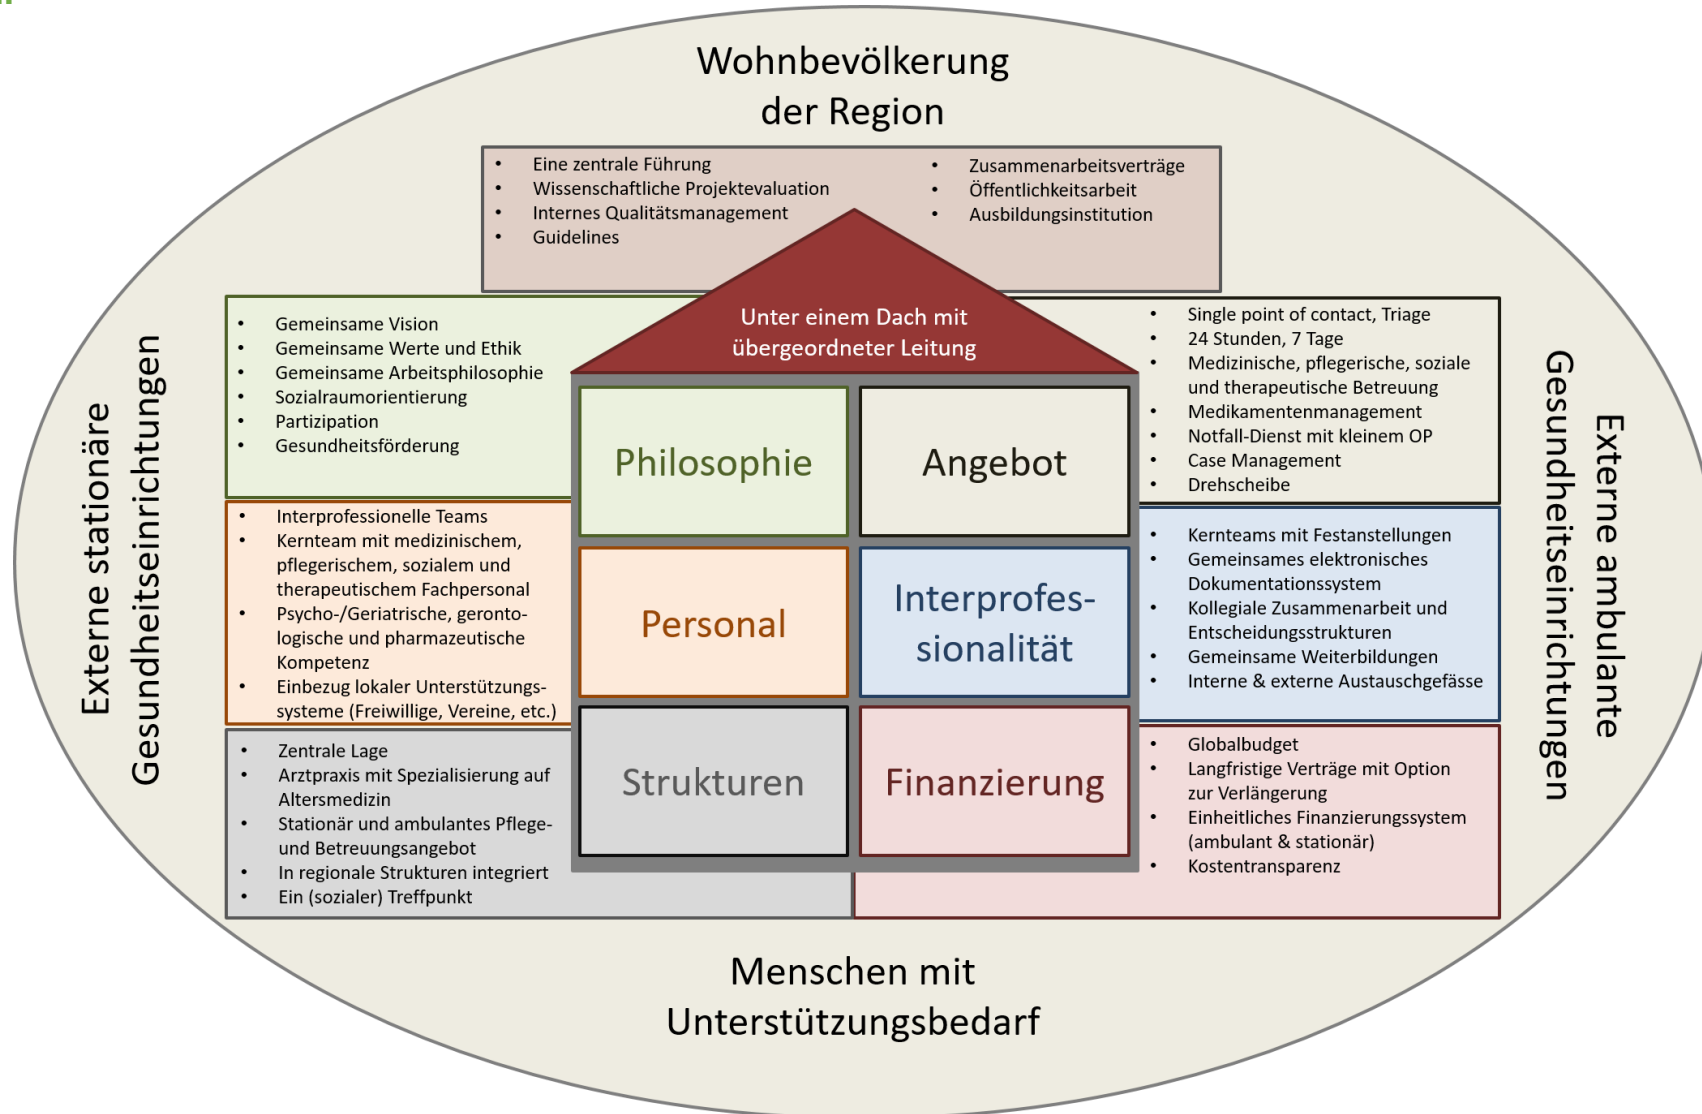 Wohnbevölkerung
der Region
• Eine zentrale Führung
• Wissenschaftliche Projektevaluation
• Internes Qualitätsmanagement
• Guidelines
• Zusammenarbeitsverträge
• Öffentlichkeitsarbeit
• Ausbildungsinstitution
Unter einem Dach mit
übergeordneter Leitung
Externe stationäre
Gesundheitseinrichtungen
• Gemeinsame Vision
• Gemeinsame Werte und Ethik
• Gemeinsame Arbeitsphilosophie
• Sozialraumorientierung
• Partizipation
• Gesundheitsförderung
Philosophie
Angebot
• Single point of contact, Triage
• 24 Stunden, 7 Tage
• Medizinische, pflegerische, soziale
und therapeutische Betreuung
• Medikamentenmanagement
• Notfall-Dienst mit kleinem OP
• Case Management
• Drehscheibe
Externe ambulante
Gesundheitseinrichtungen
• Interprofessionelle Teams
• Kernteam mit medizinischem,
pflegerischem, sozialem und
therapeutischem Fachpersonal
• Psycho-/Geriatrische, geronto-
logische und pharmazeutische
Kompetenz
• Einbezug lokaler Unterstützungs-
systeme (Freiwillige, Vereine, etc.)
Personal
Interprofes-
sionalität
• Kernteams mit Festanstellungen
• Gemeinsames elektronisches
Dokumentationssystem
• Kollegiale Zusammenarbeit und
Entscheidungsstrukturen
• Gemeinsame Weiterbildungen
• Interne & externe Austauschgefässe
• Zentrale Lage
• Arztpraxis mit Spezialisierung auf
Altersmedizin
• Stationär und ambulantes Pflege-
und Betreuungsangebot
• In regionale Strukturen integriert
• Ein (sozialer) Treffpunkt
Strukturen
Finanzierung
• Globalbudget
• Langfristige Verträge mit Option
zur Verlängerung
• Einheitliches Finanzierungssystem
(ambulant & stationär)
• Kostentransparenz
Menschen mit
Unterstützungsbedarf